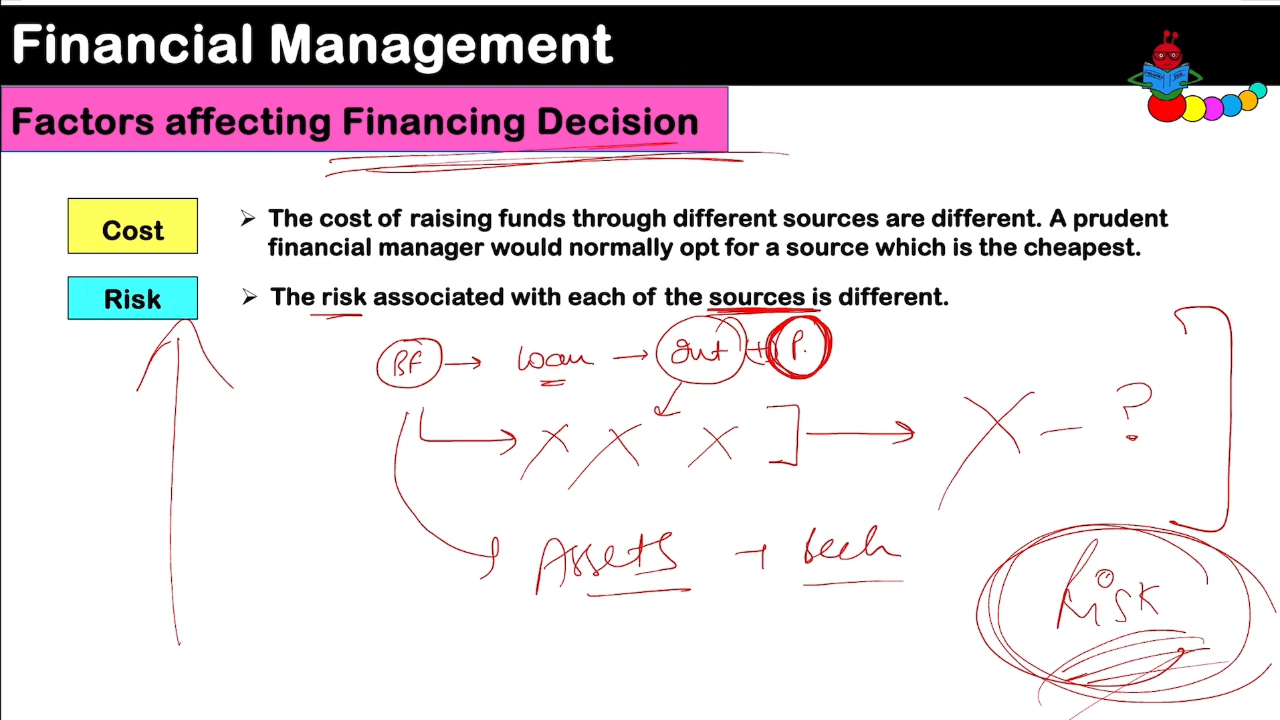 Financial Management
Factors affecting Financing Decision
Cost
➢ The cost of raising funds through different sources are different. A prudent
financial manager would normally opt for a source which is the cheapest.
Risk
➢ The risk associated with each of the sources is different.
BF → Loan → Int + P.
X X X ] → X - ?
Assets →
Risk